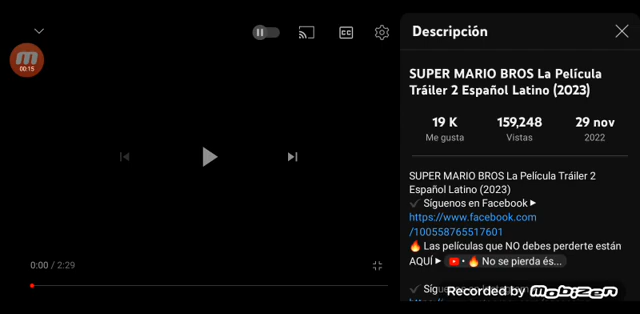 CC
Descripción
m
00:15
SUPER MARIO BROS La Película
Tráiler 2 Español Latino (2023)
19 K
159,248
29 nov
Me gusta
Vistas
2022
SUPER MARIO BROS La Película Tráiler 2
Español Latino (2023)
✓ Síguenos en Facebook ▶
https://www.facebook.com
/100558765517601
🔥 Las películas que NO debes perderte están
AQUÍ ▶ • 🔥 No se pierda és...
0:00 / 2:29
Recorded by Mobizen